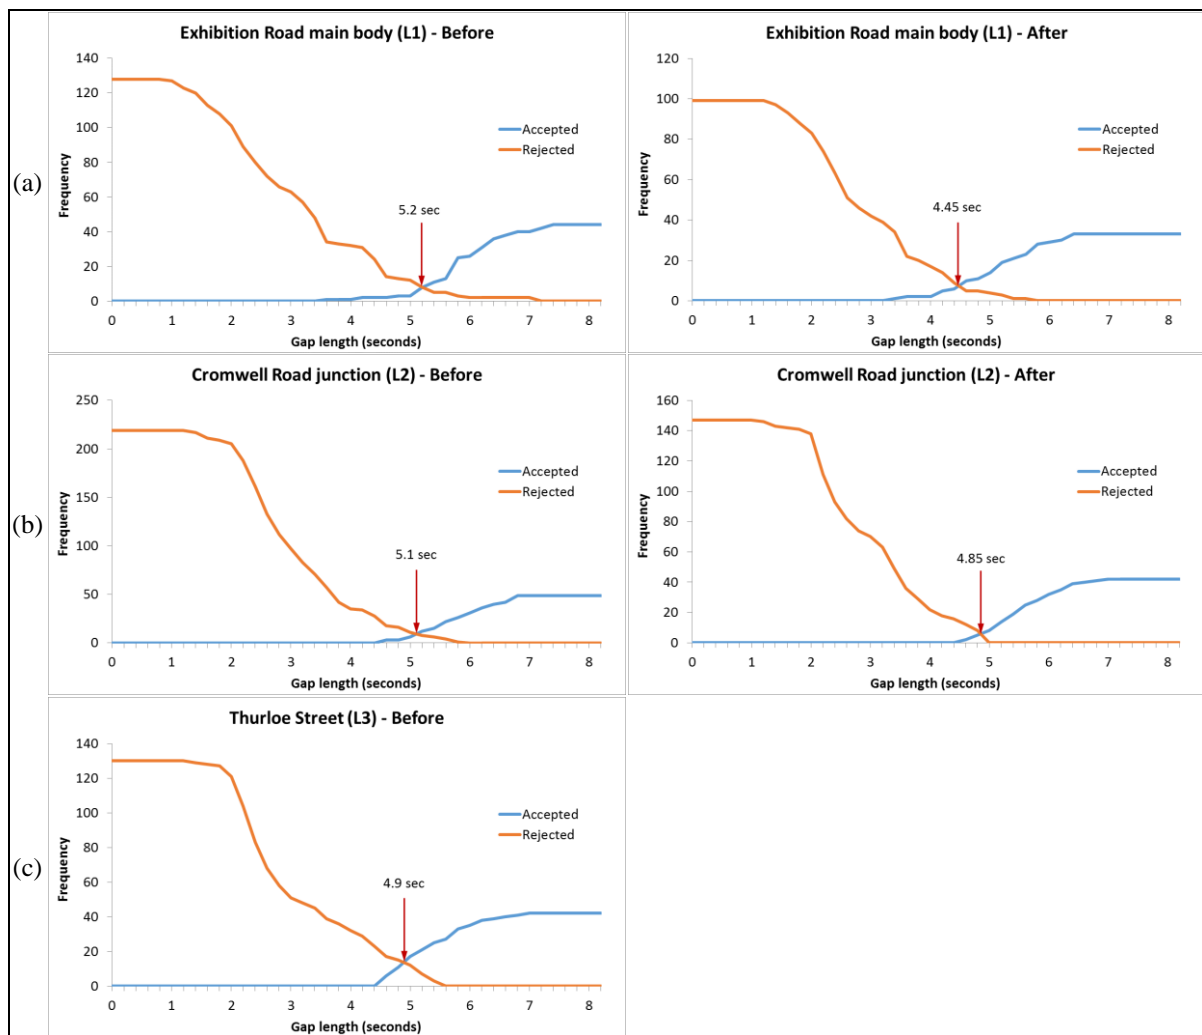 (a)
Exhibition Road main body (L1) - Before
140
120
100
80
60
40
20
0
Frequency
Accepted
Rejected
5.2 sec
0 1 2 3 4 5 6 7 8
Gap length (seconds)
Exhibition Road main body (L1) - After
120
100
80
60
40
20
0
Frequency
Accepted
Rejected
4.45 sec
0 1 2 3 4 5 6 7 8
Gap length (seconds)
(b)
Cromwell Road junction (L2) - Before
250
200
150
100
50
0
Frequency
Accepted
Rejected
5.1 sec
0 1 2 3 4 5 6 7 8
Gap length (seconds)
Cromwell Road junction (L2) - After
160
140
120
100
80
60
40
20
0
Frequency
Accepted
Rejected
4.85 sec
0 1 2 3 4 5 6 7 8
Gap length (seconds)
(c)
Thurloe Street (L3) - Before
140
120
100
80
60
40
20
0
Frequency
Accepted
Rejected
4.9 sec
0 1 2 3 4 5 6 7 8
Gap length (seconds)